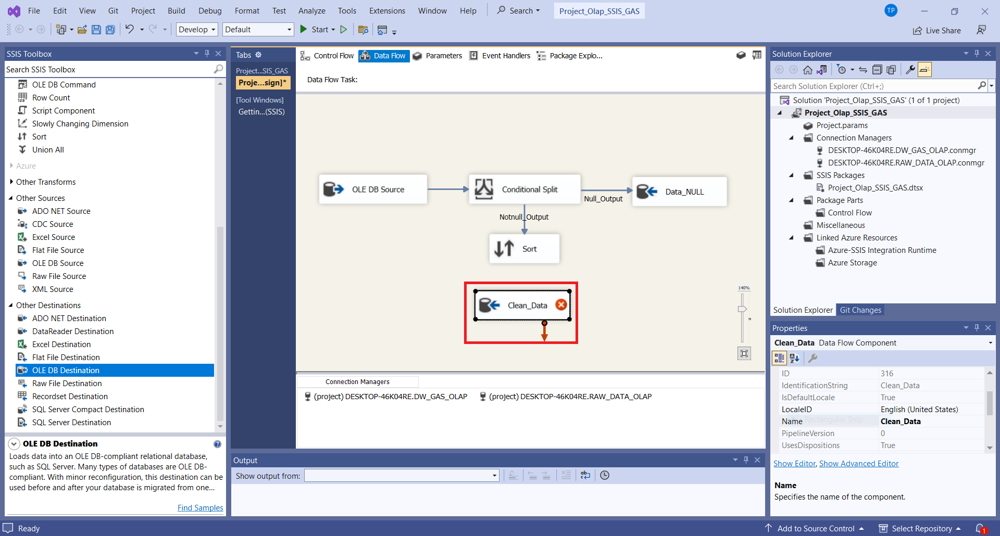 File Edit View Git Project Build Debug Format Test Analyze Tools Extensions Window Help Search Project_Olap_SSIS_GAS TP
Develop Default Start Live Share
SSIS Toolbox
Search SSIS Toolbox
OLE DB Command
Row Count
Script Component
Slowly Changing Dimension
Sort
Union All
Azure
Other Transforms
Other Sources
ADO NET Source
CDC Source
Excel Source
Flat File Source
OLE DB Source
Raw File Source
XML Source
Other Destinations
ADO NET Destination
DataReader Destination
Excel Destination
Flat File Destination
OLE DB Destination
Raw File Destination
Recordset Destination
SQL Server Compact Destination
SQL Server Destination
OLE DB Destination
Loads data into an OLE DB-compliant relational database,
such as SQL Server. Many types of databases are OLE DB-
compliant. With minor reconfiguration, this destination can be
used before and after your database is migrated from one...
Find Samples
Tabs
Project...SIS_GAS
Proje...sign]*
[Tool Windows]
Gettin...(SSIS)
Control Flow Data Flow Parameters Event Handlers Package Explo...
Data Flow Task:
OLE DB Source
Conditional Split
Null_Output
Data_NULL
Notnull_Output
Sort
Clean_Data
140%
Connection Managers
(project) DESKTOP-46K04RE.DW_GAS_OLAP (project) DESKTOP-46K04RE.RAW_DATA_OLAP
Output
Show output from:
Solution Explorer
Search Solution Explorer (Ctrl+;)
Solution 'Project_Olap_SSIS_GAS' (1 of 1 project)
Project_Olap_SSIS_GAS
Project.params
Connection Managers
DESKTOP-46K04RE.DW_GAS_OLAP.conmgr
DESKTOP-46K04RE.RAW_DATA_OLAP.conmgr
SSIS Packages
Project_Olap_SSIS_GAS.dtsx
Package Parts
Control Flow
Miscellaneous
Linked Azure Resources
Azure-SSIS Integration Runtime
Azure Storage
Solution Explorer Git Changes
Properties
Clean_Data Data Flow Component
ID 316
IdentificationString Clean_Data
IsDefaultLocale True
LocaleID English (United States)
Rectangular Snip
Name Clean_Data
PipelineVersion 0
UsesDispositions True
Show Editor, Show Advanced Editor
Name
Specifies the name of the component.
Ready Add to Source Control Select Repository 1